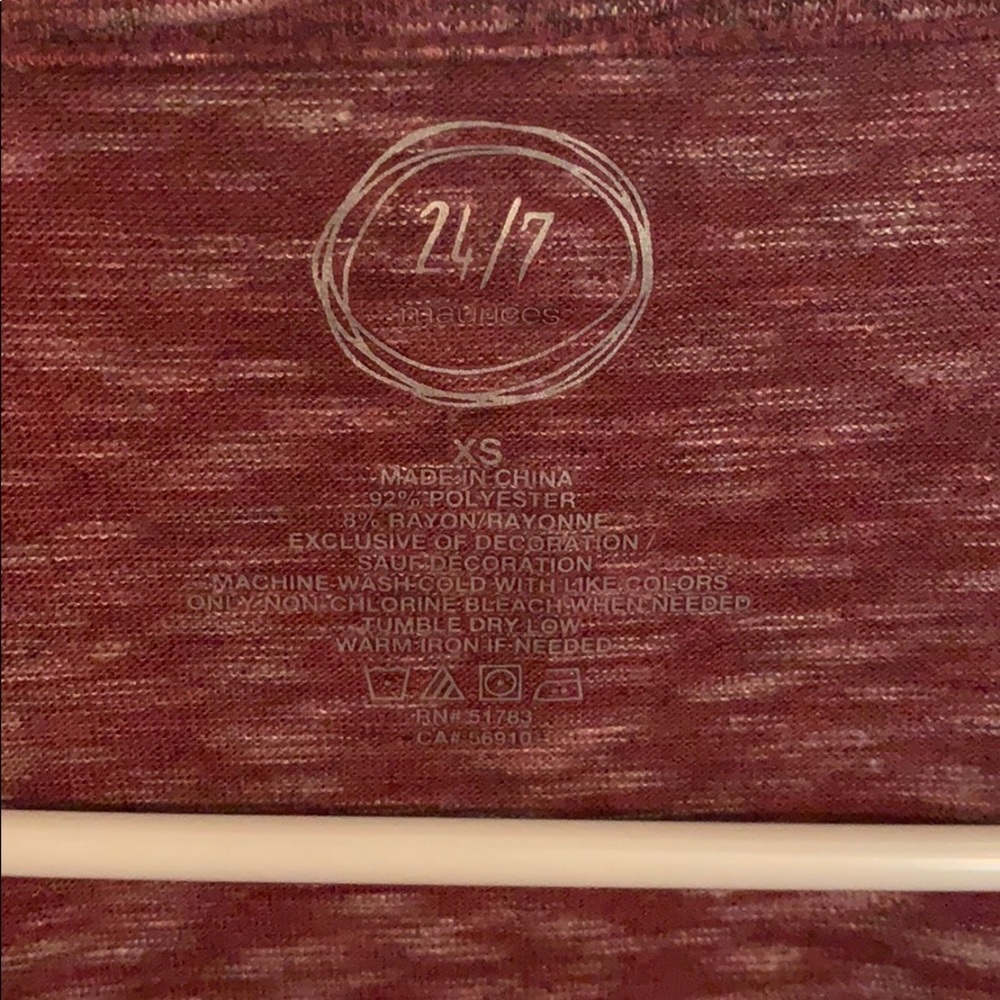 24/7
maurices
XS
MADE IN CHINA
92% POLYESTER
8% RAYON/RAYONNE
EXCLUSIVE OF DECORATION /
SAUF DECORATION
MACHINE WASH COLD WITH LIKE COLORS
ONLY NON-CHLORINE BLEACH WHEN NEEDED
TUMBLE DRY LOW
WARM IRON IF NEEDED
RN# 51783
CA# 56910